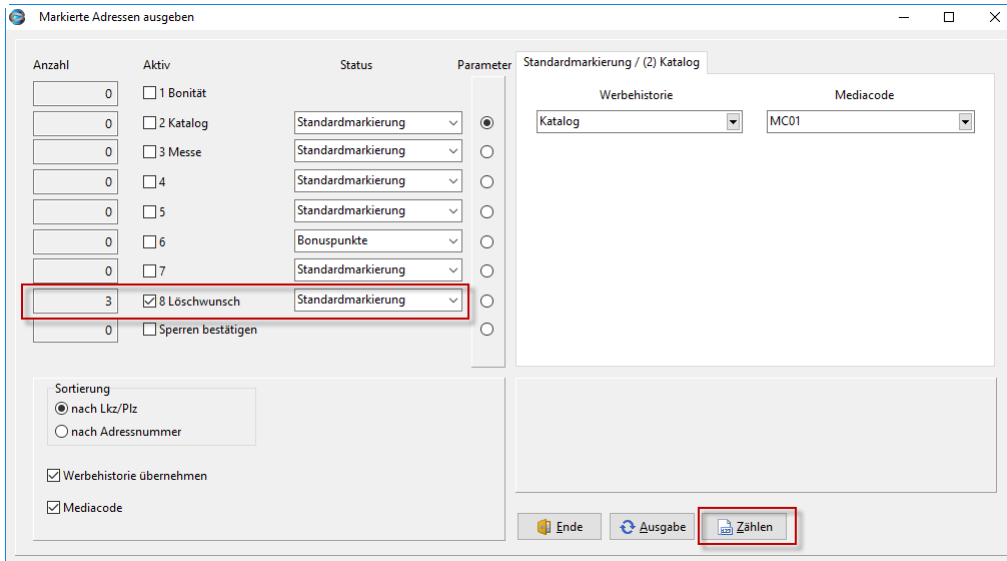 Markierte Adressen ausgeben
Anzahl Aktiv Status Parameter
0 1 Bonität
0 2 Katalog Standardmarkierung
0 3 Messe Standardmarkierung
0 4 Standardmarkierung
0 5 Standardmarkierung
0 6 Bonuspunkte
0 7 Standardmarkierung
3 8 Löschwunsch Standardmarkierung
0 Sperren bestätigen
Standardmarkierung / (2) Katalog
Werbehistorie Mediacode
Katalog MC01
Sortierung
nach Lkz/Plz
nach Adressnummer
Werbehistorie übernehmen
Mediacode
Ende Ausgabe Zählen